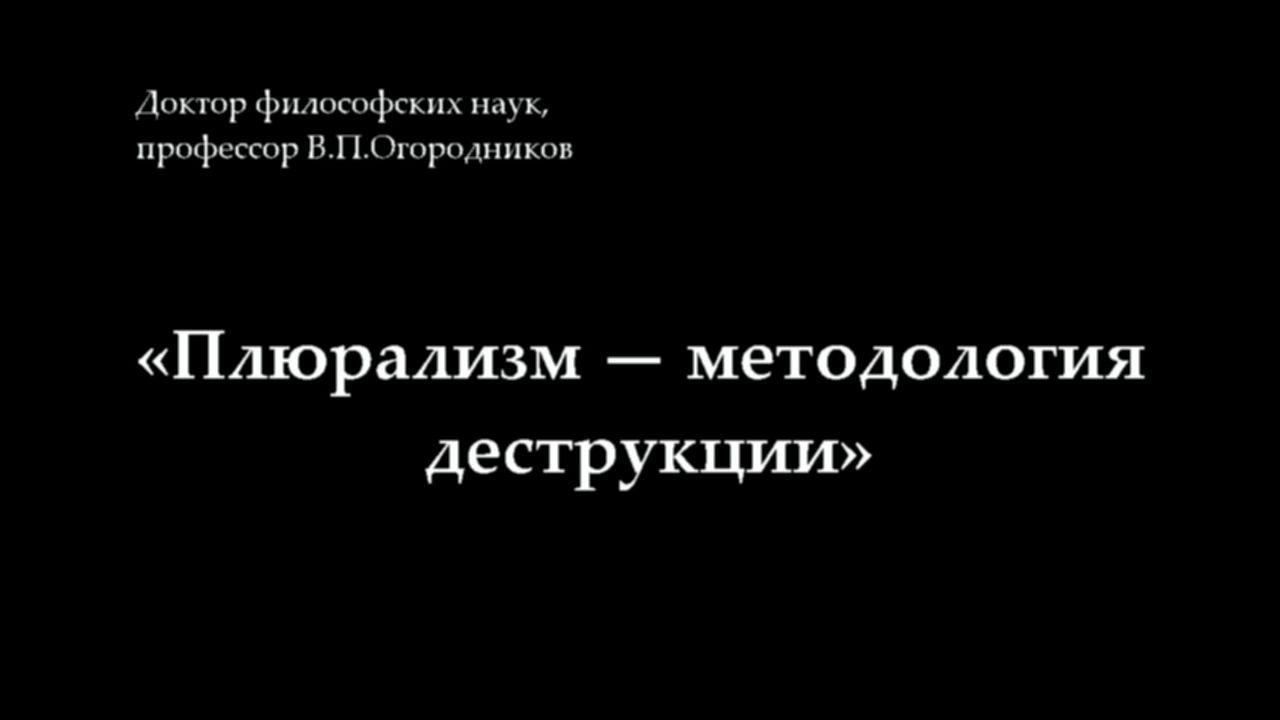 Доктор философских наук,
профессор В.П.Огородников
«Плюрализм — методология
деструкции»